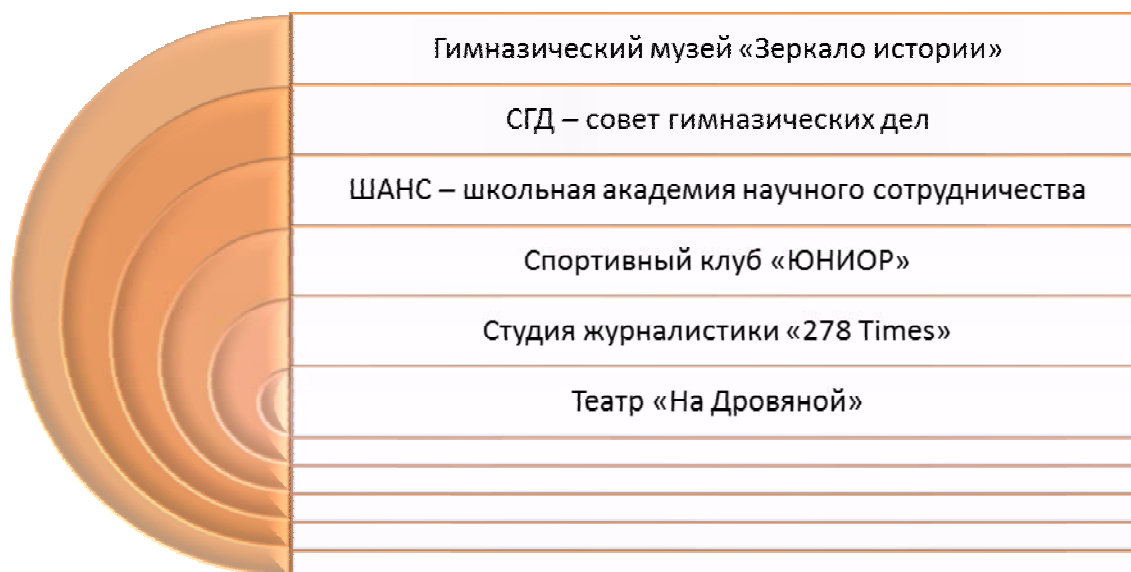 Гимназический музей «Зеркало истории»
СГД – совет гимназических дел
ШАНС – школьная академия научного сотрудничества
Спортивный клуб «ЮНИОР»
Студия журналистики «278 Times»
Театр «На Дровяной»